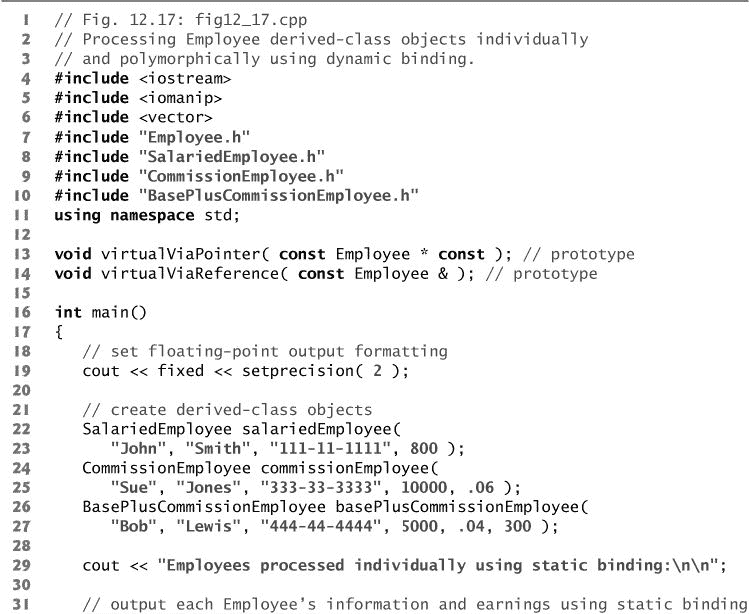 1 // Fig. 12.17: fig12_17.cpp
2 // Processing Employee derived-class objects individually
3 // and polymorphically using dynamic binding.
4 #include <iostream>
5 #include <iomanip>
6 #include <vector>
7 #include "Employee.h"
8 #include "SalariedEmployee.h"
9 #include "CommissionEmployee.h"
10 #include "BasePlusCommissionEmployee.h"
11 using namespace std;
12
13 void virtualViaPointer( const Employee * const ); // prototype
14 void virtualViaReference( const Employee & ); // prototype
15
16 int main()
17 {
18 // set floating-point output formatting
19 cout << fixed << setprecision( 2 );
20
21 // create derived-class objects
22 SalariedEmployee salariedEmployee(
23 "John", "Smith", "111-11-1111", 800 );
24 CommissionEmployee commissionEmployee(
25 "Sue", "Jones", "333-33-3333", 10000, .06 );
26 BasePlusCommissionEmployee basePlusCommissionEmployee(
27 "Bob", "Lewis", "444-44-4444", 5000, .04, 300 );
28
29 cout << "Employees processed individually using static binding:\n\n";
30
31 // output each Employee’s information and earnings using static binding